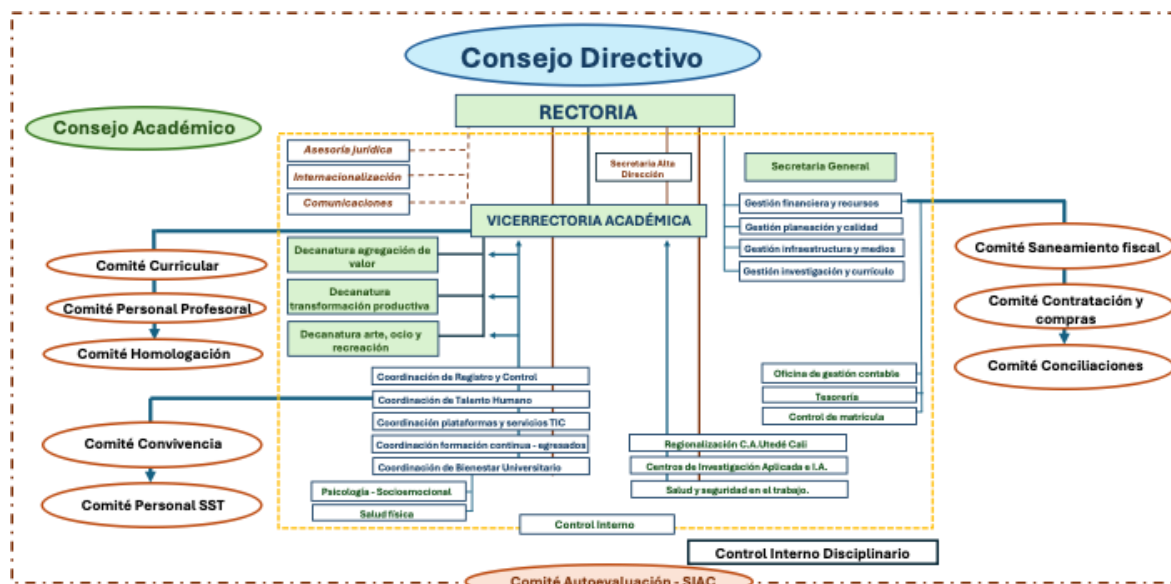 Consejo Directivo
RECTORIA
Consejo Académico
Asesoría jurídica
Internacionalización
Comunicaciones
Secretaria Alta
Dirección
Secretaria General
VICERRECTORIA ACADÉMICA
Gestión financiera y recursos
Gestión planeación y calidad
Gestión infraestructura y medios
Gestión investigación y currículo
Decanatura agregación de
valor
Decanatura
transformación productiva
Decanatura arte, ocio y
recreación
Comité Curricular
Comité Personal Profesoral
Comité Homologación
Comité Saneamiento fiscal
Comité Contratación y
compras
Comité Conciliaciones
Coordinación de Registro y Control
Coordinación de Talento Humano
Coordinación plataformas y servicios TIC
Coordinación formación continua - egresados
Coordinación de Bienestar Universitario
Oficina de gestión contable
Tesorería
Control de matrícula
Comité Convivencia
Comité Personal SST
Regionalización C.A.Utedé Cali
Centros de Investigación Aplicada e I.A.
Salud y seguridad en el trabajo.
Psicología - Socioemocional
Salud física
Control Interno
Control Interno Disciplinario
Comité Autoevaluación - SIAC